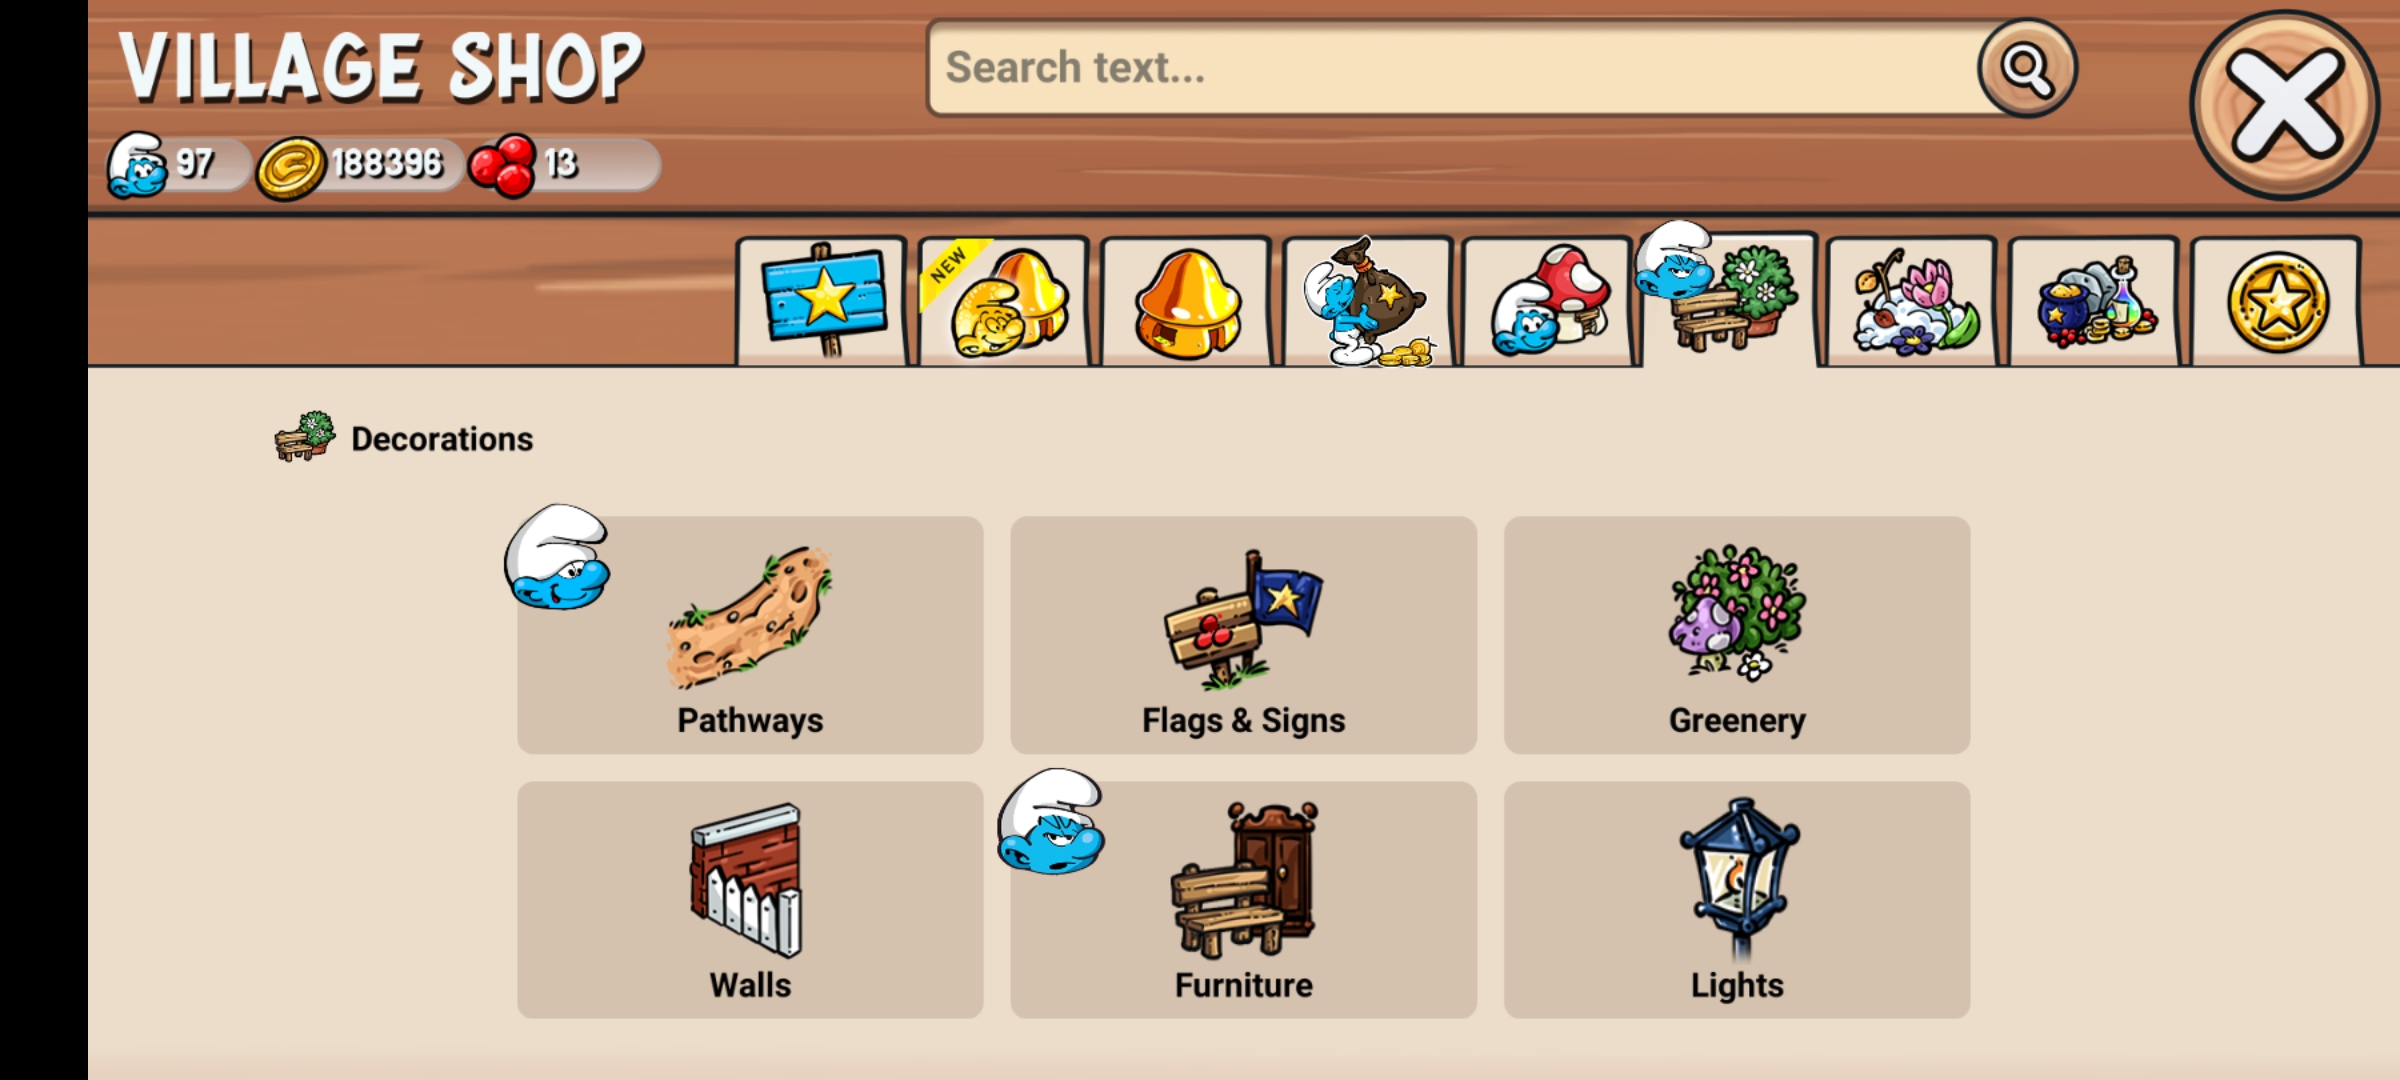 VILLAGE SHOP
Search text...
97 188396 13
NEW
Decorations
Pathways Flags & Signs Greenery
Walls Furniture Lights